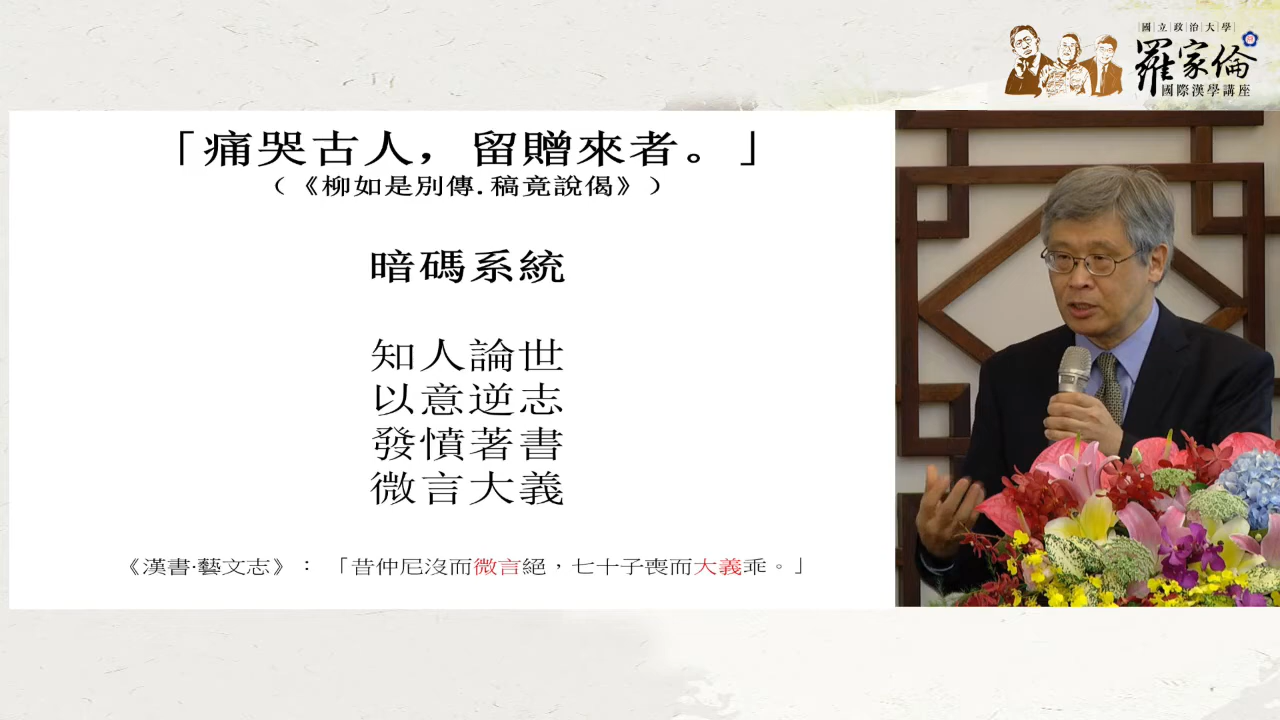 國立政治大學
羅家倫
國際漢學講座
「痛哭古人，留贈來者。」
（《柳如是別傳.稿竟說偈》）
暗碼系統
知人論世
以意逆志
發憤著書
微言大義
《漢書·藝文志》：「昔仲尼沒而微言絕，七十子喪而大義乖。」